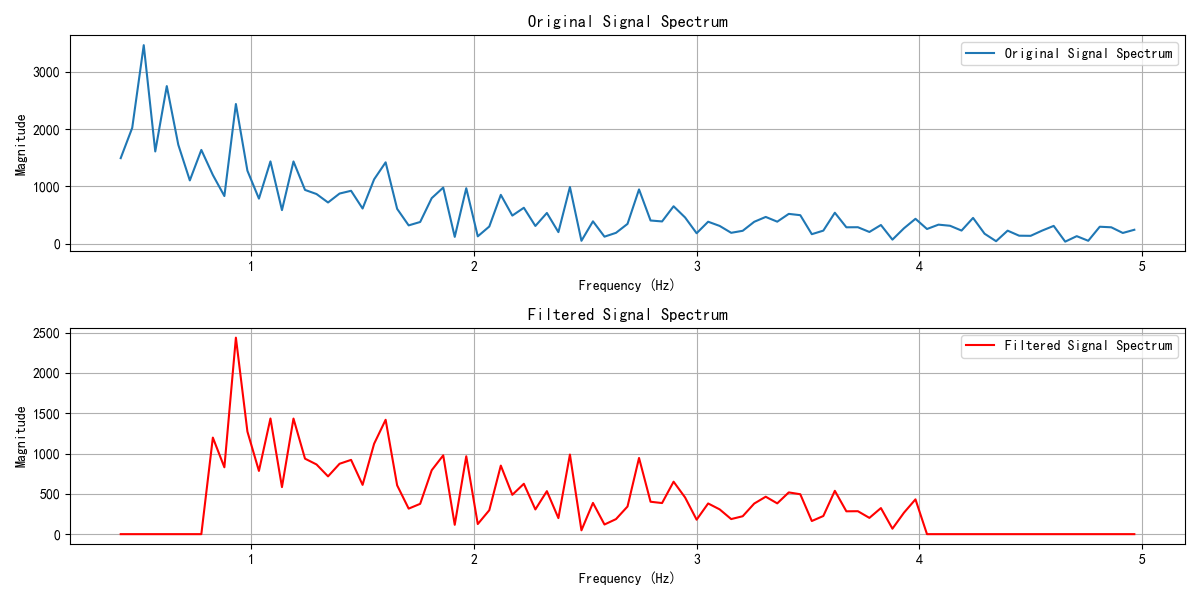 Original Signal Spectrum
Original Signal Spectrum
Magnitude
3000
2000
1000
0
1 2 3 4 5
Frequency (Hz)
Filtered Signal Spectrum
Filtered Signal Spectrum
Magnitude
2500
2000
1500
1000
500
0
1 2 3 4 5
Frequency (Hz)